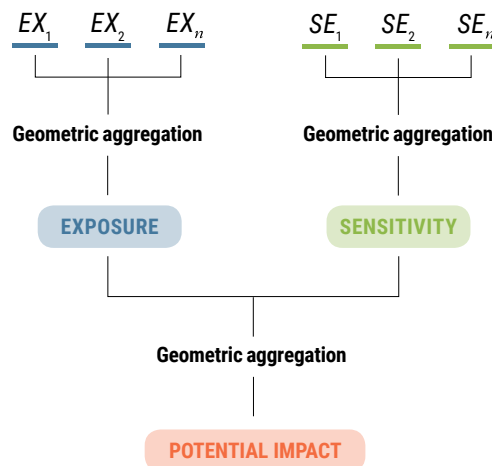 EX₁ EX₂ EXₙ SE₁ SE₂ SEₙ
Geometric aggregation Geometric aggregation
EXPOSURE SENSITIVITY
Geometric aggregation
POTENTIAL IMPACT